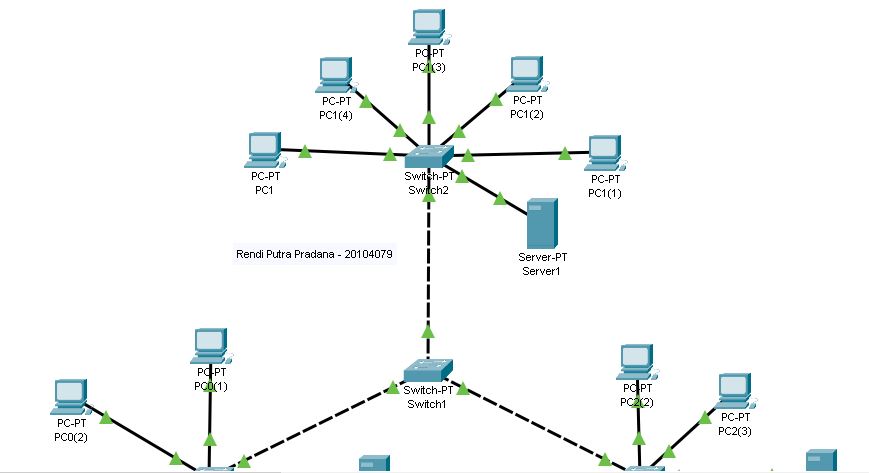 PC-PT
PC1(3)
PC-PT
PC1(4)
PC-PT
PC1(2)
PC-PT
PC1
Switch-PT
Switch2
PC-PT
PC1(1)
Server-PT
Server1
Rendi Putra Pradana - 20104079
PC-PT
PC0(1)
PC-PT
PC0(2)
Switch-PT
Switch1
PC-PT
PC2(2)
PC-PT
PC2(3)